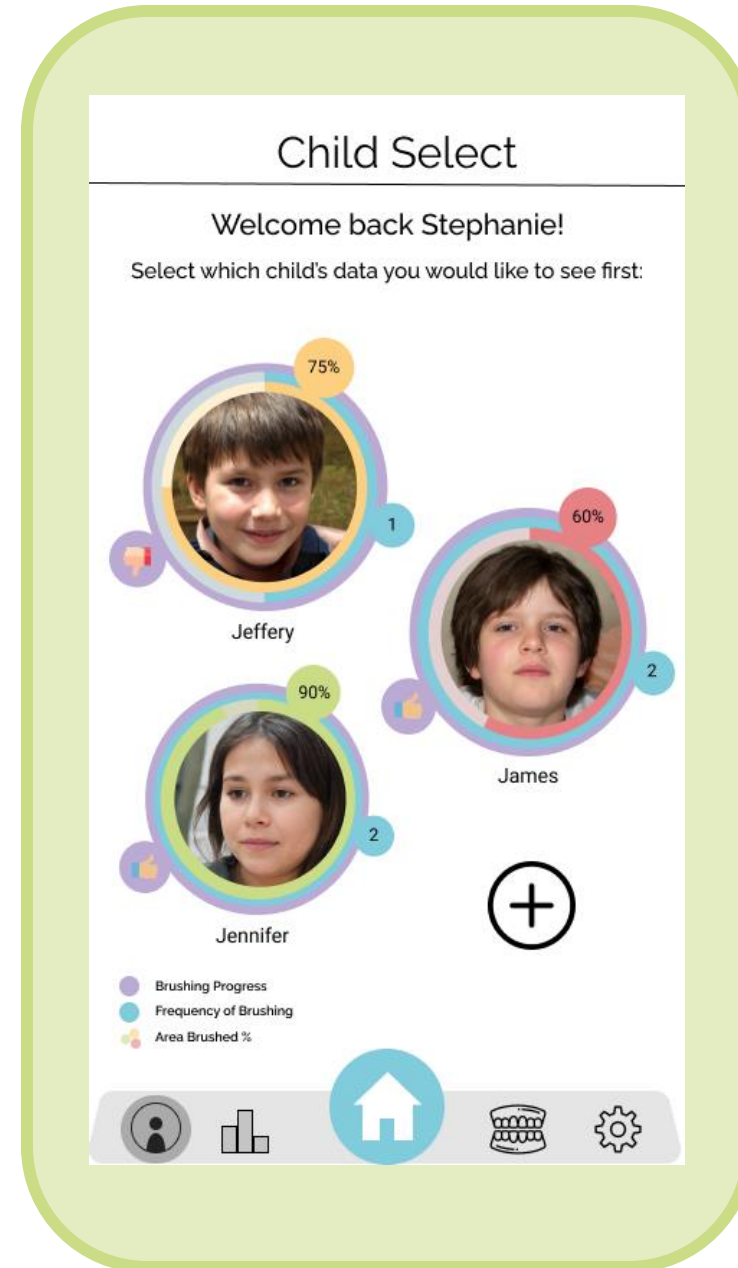 Child Select
Welcome back Stephanie!
Select which child's data you would like to see first:
75%
1
Jeffery
60%
2
James
90%
2
Jennifer
Brushing Progress
Frequency of Brushing
Area Brushed %